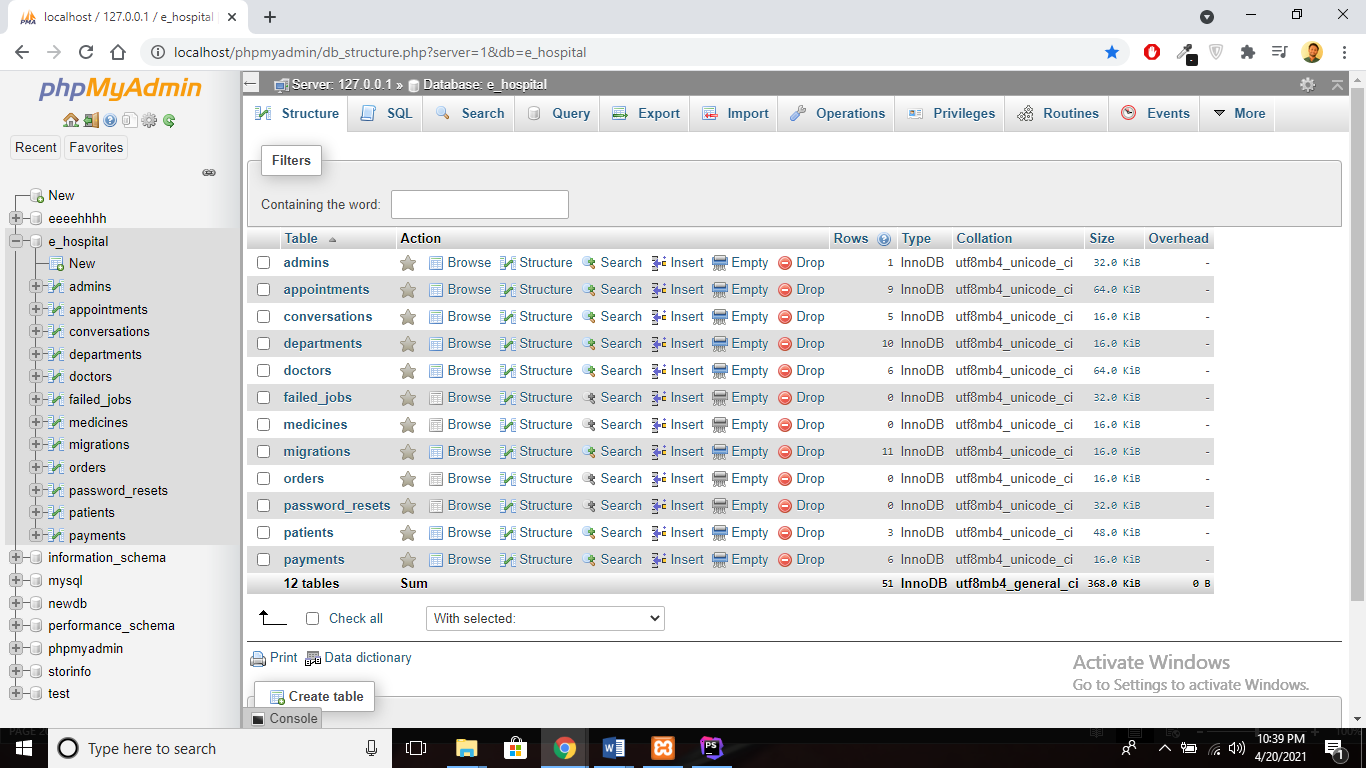 localhost / 127.0.0.1 / e_hospital
localhost/phpmyadmin/db_structure.php?server=1&db=e_hospital
phpMyAdmin
Recent Favorites
New
eeeehhhh
e_hospital
New
admins
appointments
conversations
departments
doctors
failed_jobs
medicines
migrations
orders
password_resets
patients
payments
information_schema
mysql
newdb
performance_schema
phpmyadmin
storinfo
test
Server: 127.0.0.1 » Database: e_hospital
Structure SQL Search Query Export Import Operations Privileges Routines Events More
Filters
Containing the word:
Table Action Rows Type Collation Size Overhead
admins Browse Structure Search Insert Empty Drop 1 InnoDB utf8mb4_unicode_ci 32.0 KiB -
appointments Browse Structure Search Insert Empty Drop 9 InnoDB utf8mb4_unicode_ci 64.0 KiB -
conversations Browse Structure Search Insert Empty Drop 5 InnoDB utf8mb4_unicode_ci 16.0 KiB -
departments Browse Structure Search Insert Empty Drop 10 InnoDB utf8mb4_unicode_ci 16.0 KiB -
doctors Browse Structure Search Insert Empty Drop 6 InnoDB utf8mb4_unicode_ci 64.0 KiB -
failed_jobs Browse Structure Search Insert Empty Drop 0 InnoDB utf8mb4_unicode_ci 32.0 KiB -
medicines Browse Structure Search Insert Empty Drop 0 InnoDB utf8mb4_unicode_ci 16.0 KiB -
migrations Browse Structure Search Insert Empty Drop 11 InnoDB utf8mb4_unicode_ci 16.0 KiB -
orders Browse Structure Search Insert Empty Drop 0 InnoDB utf8mb4_unicode_ci 16.0 KiB -
password_resets Browse Structure Search Insert Empty Drop 0 InnoDB utf8mb4_unicode_ci 32.0 KiB -
patients Browse Structure Search Insert Empty Drop 3 InnoDB utf8mb4_unicode_ci 48.0 KiB -
payments Browse Structure Search Insert Empty Drop 6 InnoDB utf8mb4_unicode_ci 16.0 KiB -
12 tables Sum 51 InnoDB utf8mb4_general_ci 368.0 KiB 0 B
Check all With selected:
Print Data dictionary
Create table
Console
Activate Windows
Go to Settings to activate Windows.
Type here to search
10:39 PM
4/20/2021
1